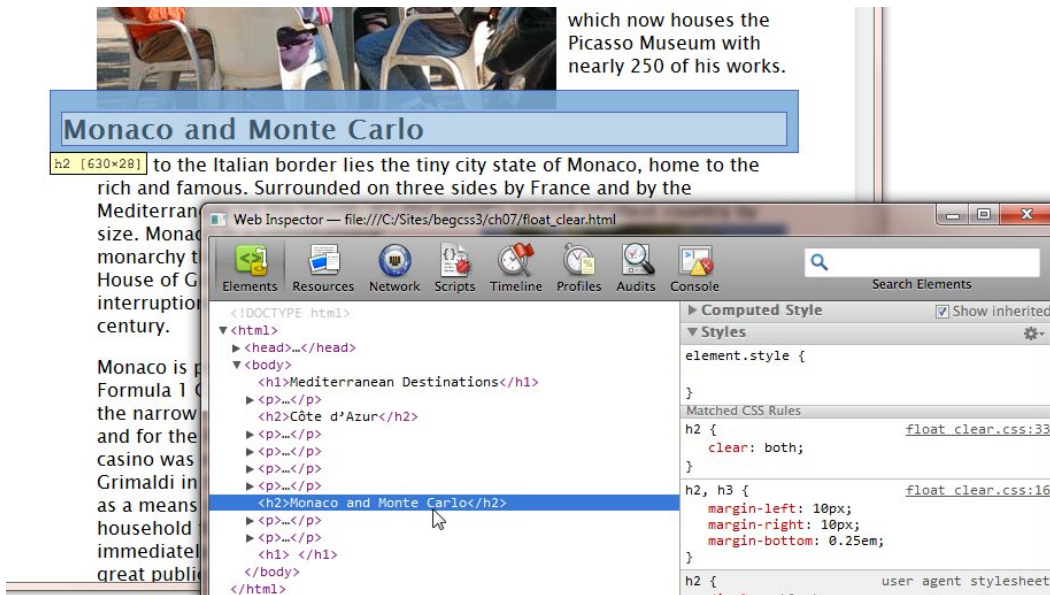 which now houses the
Picasso Museum with
nearly 250 of his works.
Monaco and Monte Carlo
h2 [630×28] to the Italian border lies the tiny city state of Monaco, home to the
rich and famous. Surrounded on three sides by France and by the
Mediterran
size. Monac
monarchy t
House of G
interruption
century.
Monaco is p
Formula 1 G
the narrow
and for the
casino was
Grimaldi in
as a means
household
immediatel
great publi
Web Inspector — file:///C:/Sites/begcss3/ch07/float_clear.html
Elements Resources Network Scripts Timeline Profiles Audits Console Search Elements
<!DOCTYPE html>
▼<html>
▶<head>…</head>
▼<body>
<h1>Mediterranean Destinations</h1>
▶<p>…</p>
<h2>Côte d’Azur</h2>
▶<p>…</p>
▶<p>…</p>
▶<p>…</p>
▶<p>…</p>
<h2>Monaco and Monte Carlo</h2>
▶<p>…</p>
▶<p>…</p>
<h1> </h1>
</body>
</html>
▶ Computed Style Show inherited
▼ Styles
element.style {
}
Matched CSS Rules
h2 { float_clear.css:33
clear: both;
}
h2, h3 { float_clear.css:16
margin-left: 10px;
margin-right: 10px;
margin-bottom: 0.25em;
}
h2 { user agent stylesheet